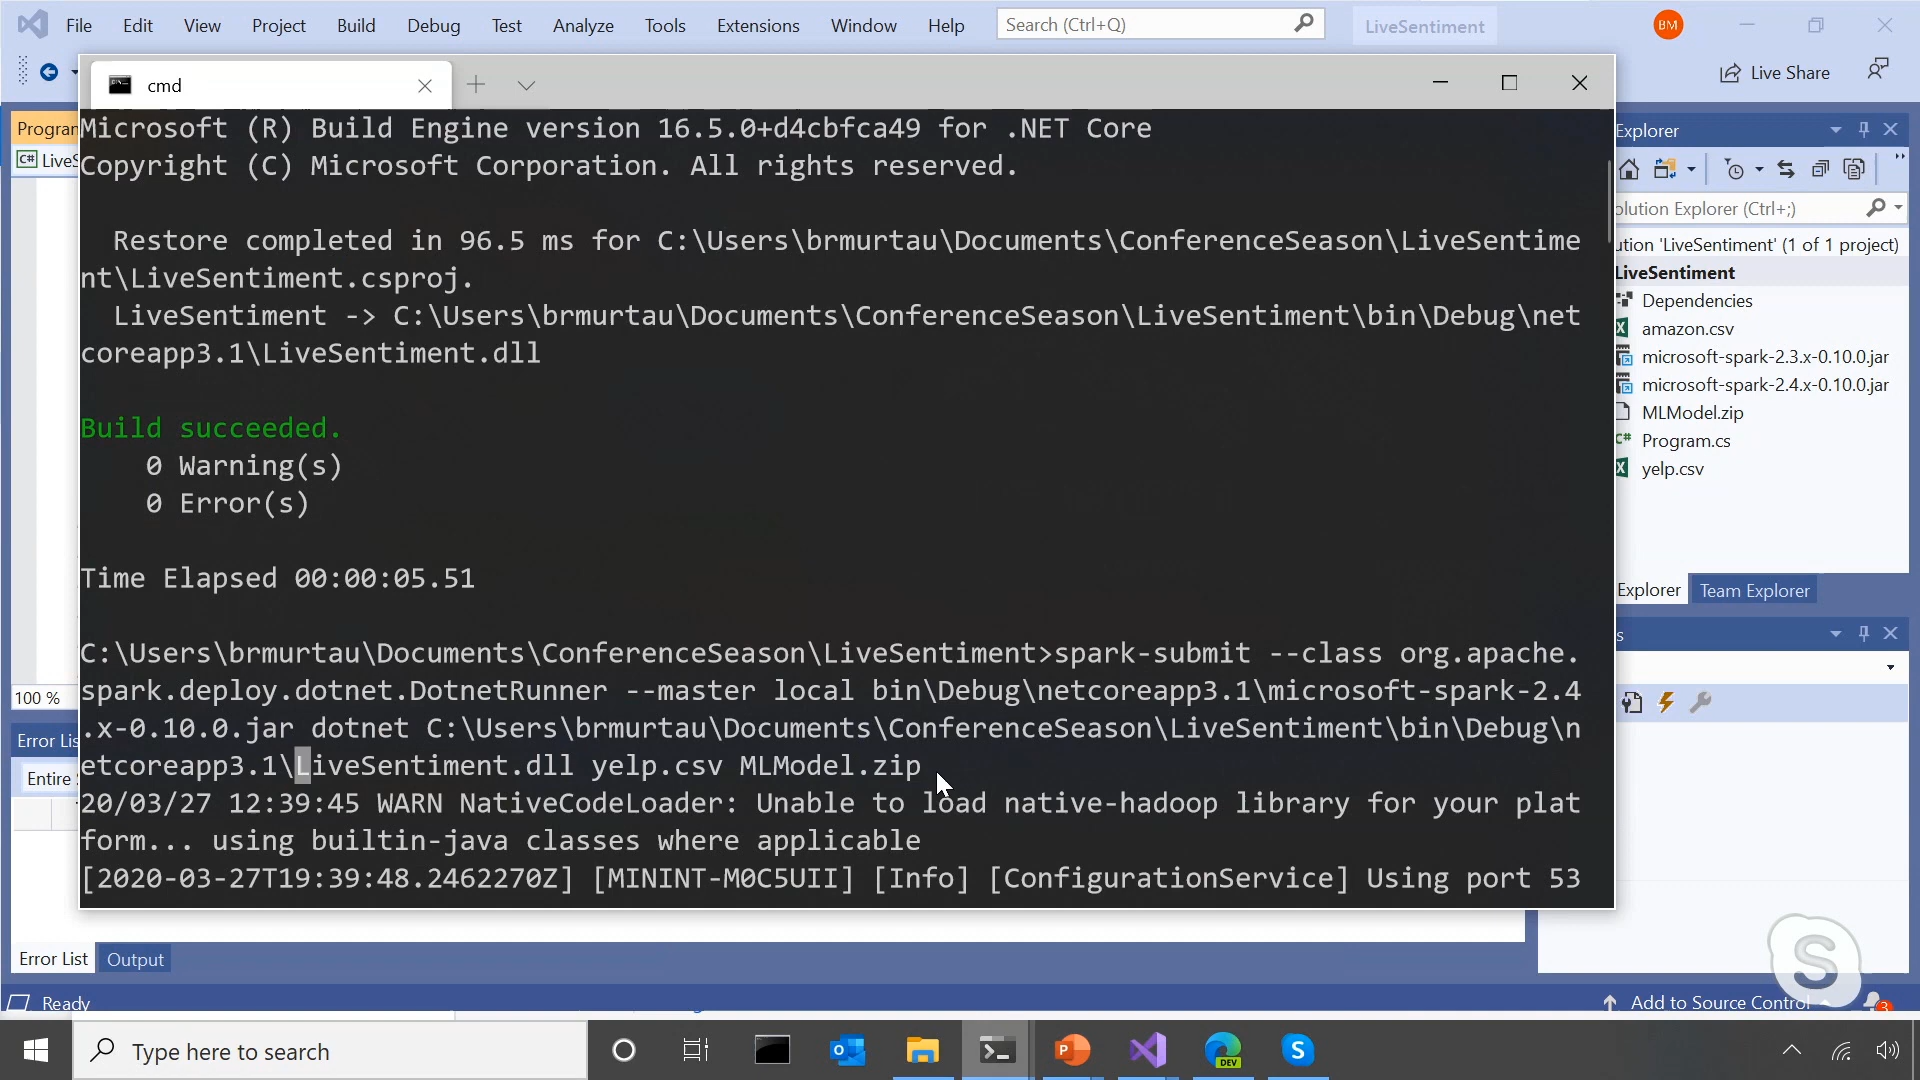 File Edit View Project Build Debug Test Analyze Tools Extensions Window Help Search (Ctrl+Q) LiveSentiment BM
Live Share
cmd
Program
C# LiveS
Microsoft (R) Build Engine version 16.5.0+d4cbfca49 for .NET Core
Copyright (C) Microsoft Corporation. All rights reserved.
Restore completed in 96.5 ms for C:\Users\brmurtau\Documents\ConferenceSeason\LiveSentime
nt\LiveSentiment.csproj.
LiveSentiment -> C:\Users\brmurtau\Documents\ConferenceSeason\LiveSentiment\bin\Debug\net
coreapp3.1\LiveSentiment.dll
Build succeeded.
0 Warning(s)
0 Error(s)
Time Elapsed 00:00:05.51
C:\Users\brmurtau\Documents\ConferenceSeason\LiveSentiment>spark-submit --class org.apache.
spark.deploy.dotnet.DotnetRunner --master local bin\Debug\netcoreapp3.1\microsoft-spark-2.4
.x-0.10.0.jar dotnet C:\Users\brmurtau\Documents\ConferenceSeason\LiveSentiment\bin\Debug\n
etcoreapp3.1\LiveSentiment.dll yelp.csv MLModel.zip
20/03/27 12:39:45 WARN NativeCodeLoader: Unable to load native-hadoop library for your plat
form... using builtin-java classes where applicable
[2020-03-27T19:39:48.2462270Z] [MININT-M0C5UII] [Info] [ConfigurationService] Using port 53
Explorer
olution Explorer (Ctrl+;)
ution 'LiveSentiment' (1 of 1 project)
LiveSentiment
Dependencies
amazon.csv
microsoft-spark-2.3.x-0.10.0.jar
microsoft-spark-2.4.x-0.10.0.jar
MLModel.zip
C# Program.cs
yelp.csv
Explorer Team Explorer
s
100 %
Error Lis
Entire S
Error List Output
Ready
Add to Source Control
3
Type here to search
DEV